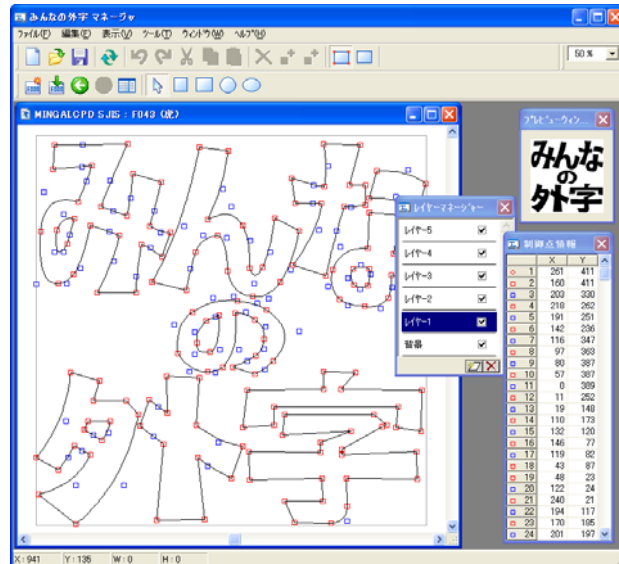 みんなの外字 マネージャ
ファイル(F) 編集(E) 表示(V) ツール(T) ウィンドウ(W) ヘルプ(H)
50 %
MINGALCPD SJIS : F043 (虎)
みんな
の
外字
プレビューウィン...
みんな
の
外字
レイヤーマネージャー
レイヤー5
レイヤー4
レイヤー3
レイヤー2
レイヤー1
背景
制御点情報
X Y
1 261 411
2 160 411
3 203 330
4 218 262
5 191 251
6 142 236
7 116 347
8 97 363
9 80 387
10 57 387
11 0 389
12 11 252
13 19 148
14 110 173
15 132 120
16 146 77
17 119 82
18 43 87
19 48 23
20 122 24
21 240 21
22 194 117
23 170 185
24 201 197
X:941 Y:135 W:0 H:0